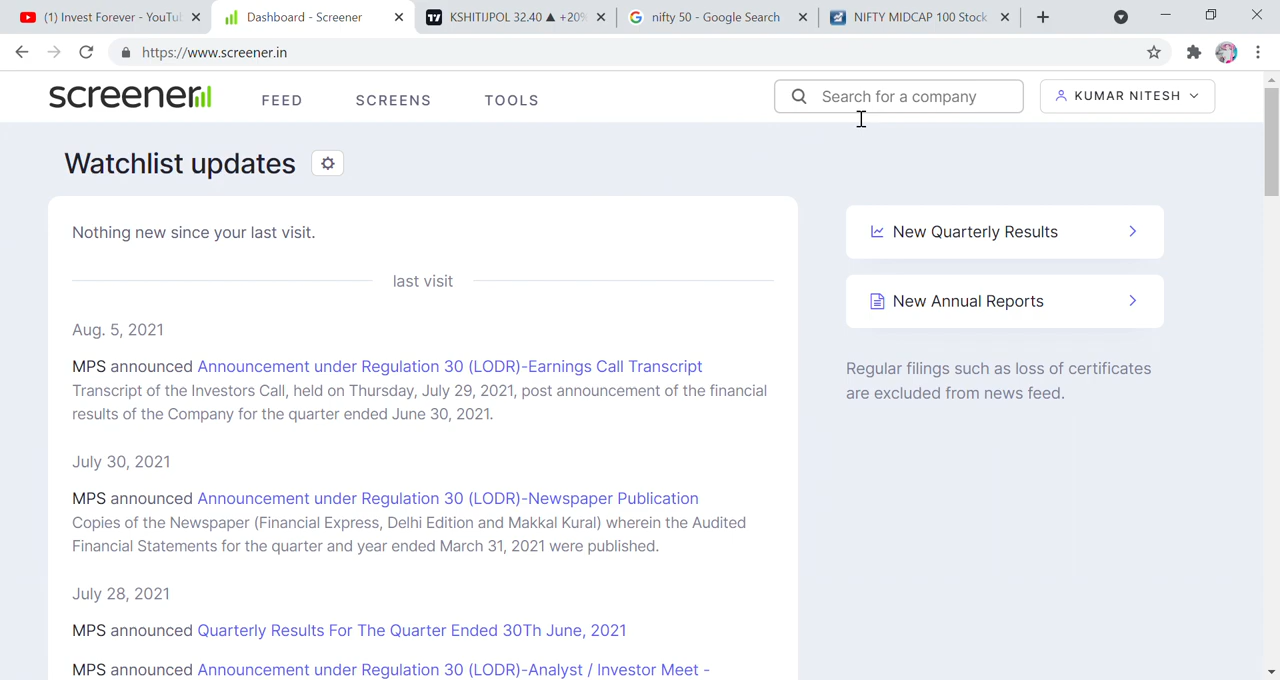 (1) Invest Forever - YouTu
Dashboard - Screener
KSHITIJPOL 32.40 ▲ +20%
nifty 50 - Google Search
NIFTY MIDCAP 100 Stock
https://www.screener.in
screener
FEED
SCREENS
TOOLS
Search for a company
KUMAR NITESH
Watchlist updates
Nothing new since your last visit.
last visit
Aug. 5, 2021
MPS announced Announcement under Regulation 30 (LODR)-Earnings Call Transcript
Transcript of the Investors Call, held on Thursday, July 29, 2021, post announcement of the financial
results of the Company for the quarter ended June 30, 2021.
July 30, 2021
MPS announced Announcement under Regulation 30 (LODR)-Newspaper Publication
Copies of the Newspaper (Financial Express, Delhi Edition and Makkal Kural) wherein the Audited
Financial Statements for the quarter and year ended March 31, 2021 were published.
July 28, 2021
MPS announced Quarterly Results For The Quarter Ended 30Th June, 2021
MPS announced Announcement under Regulation 30 (LODR)-Analyst / Investor Meet -
New Quarterly Results
New Annual Reports
Regular filings such as loss of certificates
are excluded from news feed.